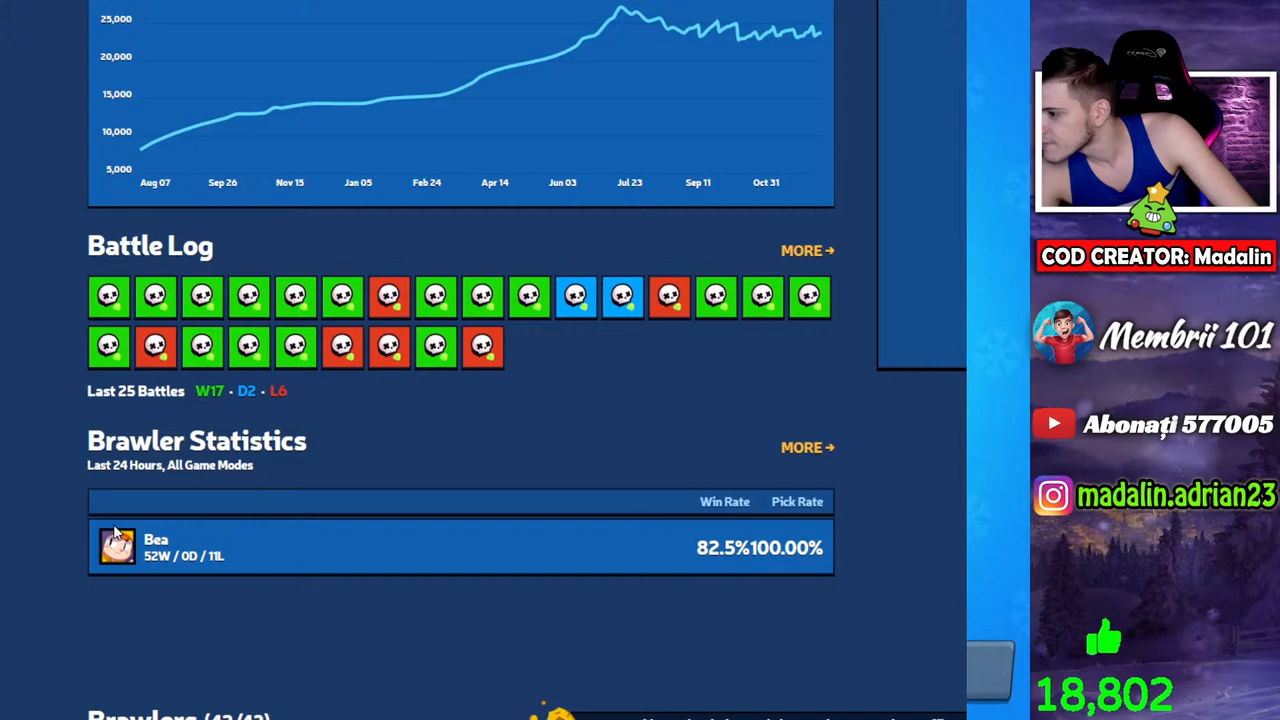 25,000
20,000
15,000
10,000
5,000
Aug 07 Sep 26 Nov 15 Jan 05 Feb 24 Apr 14 Jun 03 Jul 23 Sep 11 Oct 31
Battle Log MORE →
Last 25 Battles W17 · D2 · L6
Brawler Statistics MORE →
Last 24 Hours, All Game Modes
Win Rate Pick Rate
Bea
52W / 0D / 11L
82.5%100.00%
COD CREATOR: Madalin
Membrii 101
Abonați 577005
madalin.adrian23
18,802